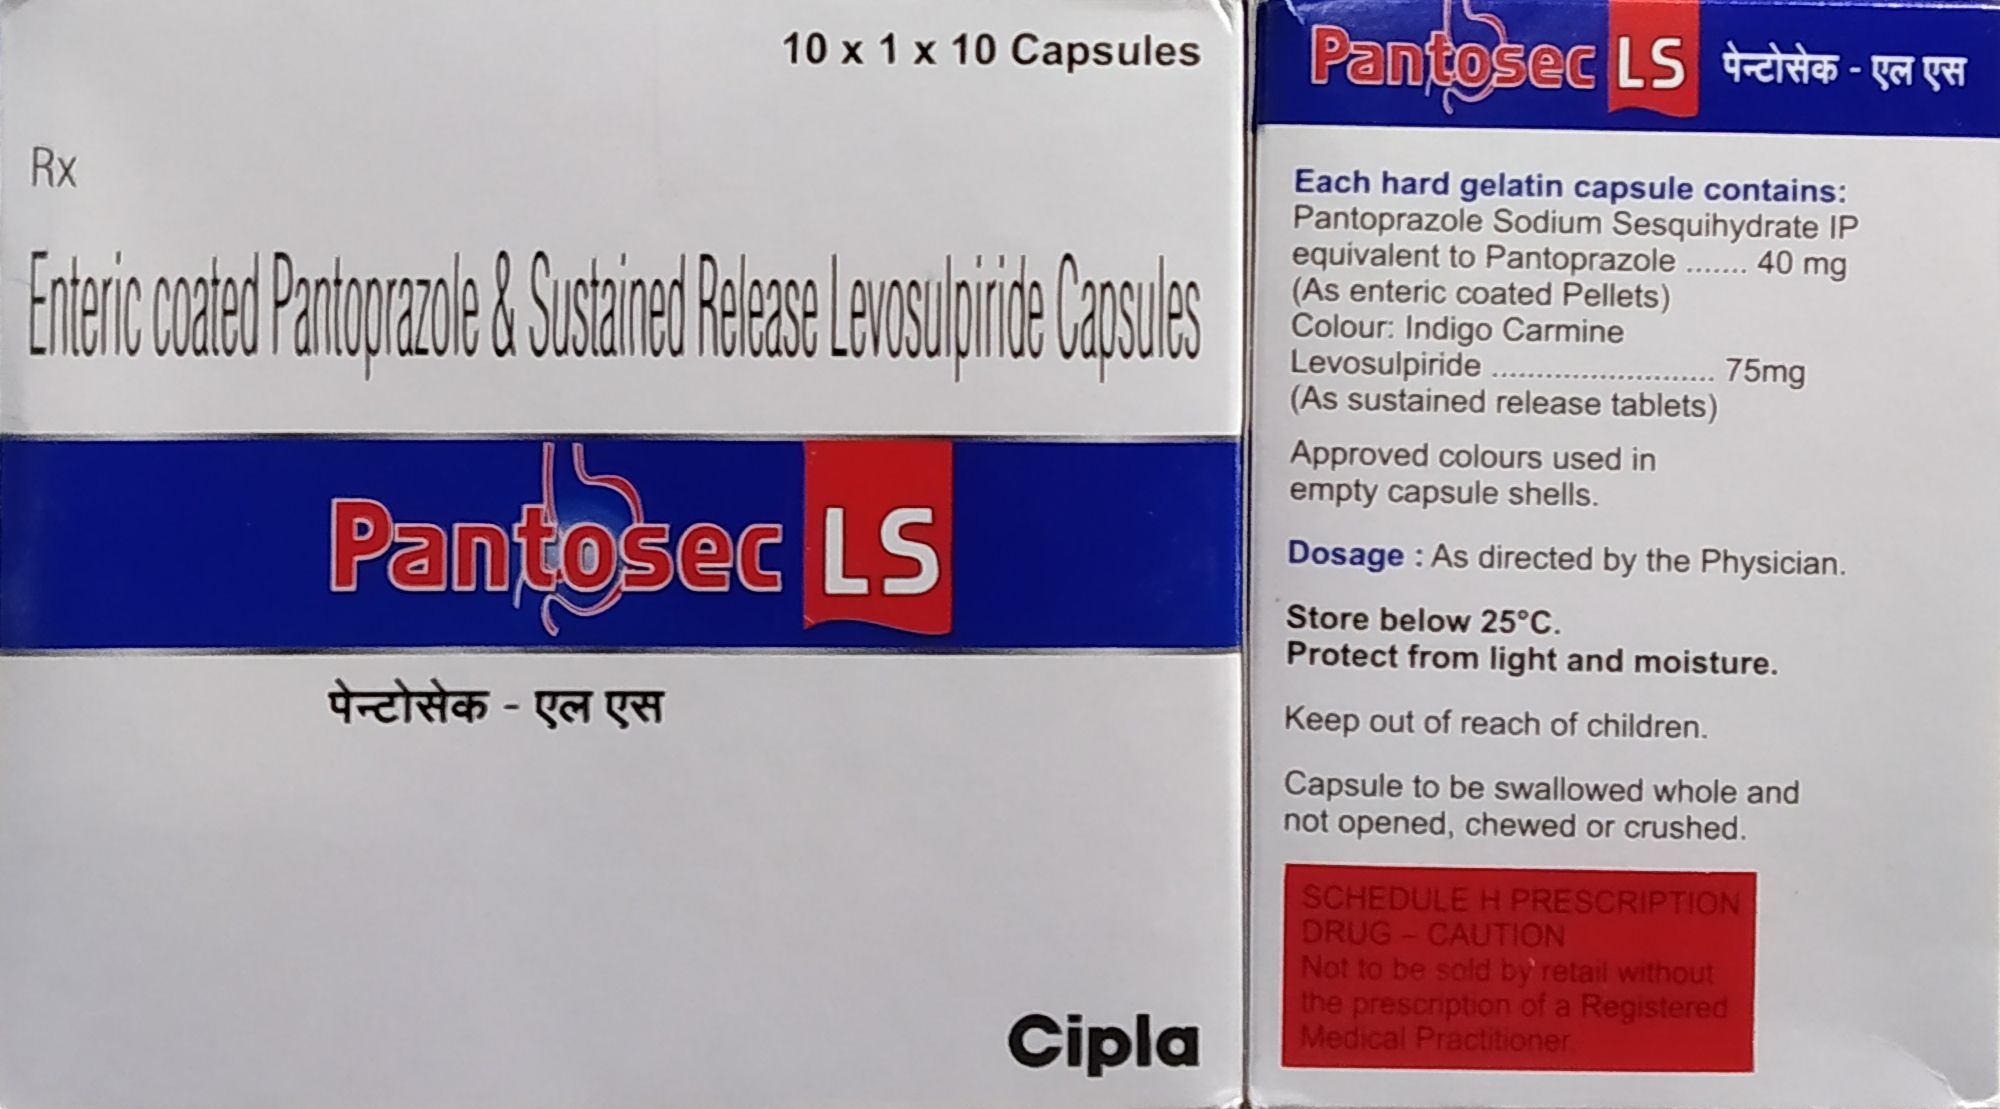 10 x 1 x 10 Capsules
Rx
Enteric coated Pantoprazole & Sustained Release Levosulpiride Capsules
Pantosec LS
पेन्टोसेक - एल एस
Cipla
Pantosec LS पेन्टोसेक - एल एस
Each hard gelatin capsule contains:
Pantoprazole Sodium Sesquihydrate IP
equivalent to Pantoprazole ....... 40 mg
(As enteric coated Pellets)
Colour: Indigo Carmine
Levosulpiride ......................... 75mg
(As sustained release tablets)
Approved colours used in
empty capsule shells.
Dosage : As directed by the Physician.
Store below 25°C.
Protect from light and moisture.
Keep out of reach of children.
Capsule to be swallowed whole and
not opened, chewed or crushed.
SCHEDULE H PRESCRIPTION
DRUG – CAUTION
Not to be sold by retail without
the prescription of a Registered
Medical Practitioner.